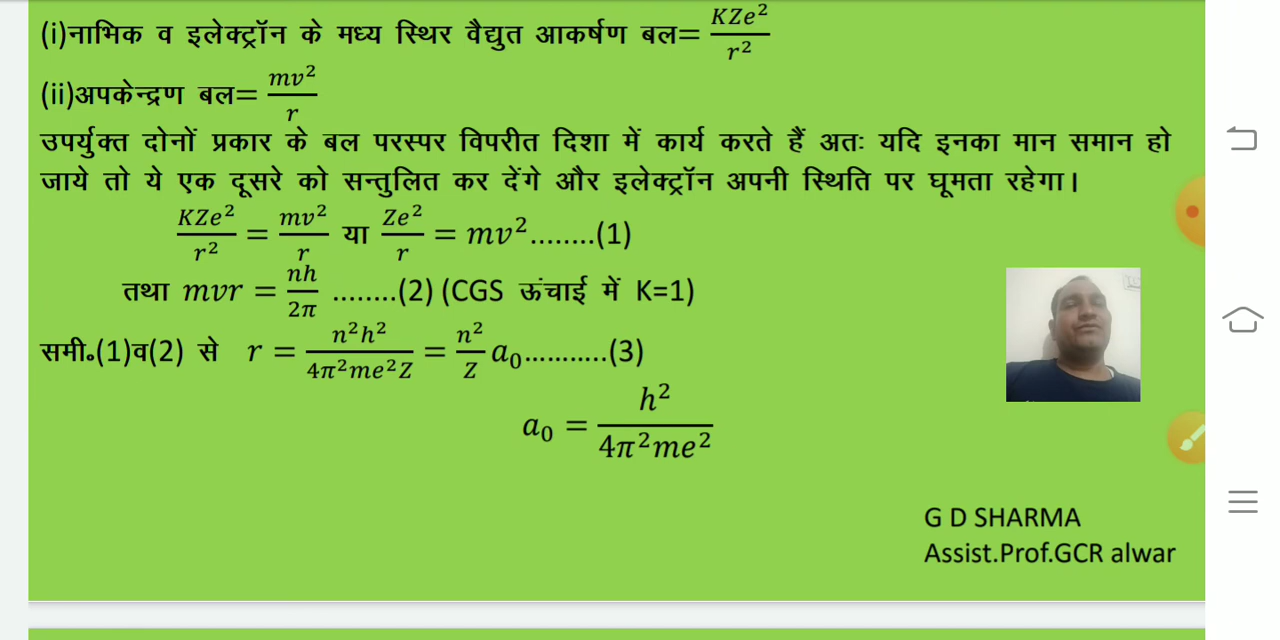 (i)नाभिक व इलेक्ट्रॉन के मध्य स्थिर वैद्युत आकर्षण बल= KZe²/r²
(ii)अपकेन्द्रण बल= mv²/r
उपर्युक्त दोनों प्रकार के बल परस्पर विपरीत दिशा में कार्य करते हैं अतः यदि इनका मान समान हो
जाये तो ये एक दूसरे को सन्तुलित कर देंगे और इलेक्ट्रॉन अपनी स्थिति पर घूमता रहेगा।
KZe²/r² = mv²/r या Ze²/r = mv²........(1)
तथा mvr = nh/2π ........(2) (CGS ऊंचाई में K=1)
समी॰(1)व(2) से r = n²h²/4π²me²Z = n²/Z a₀...........(3)
a₀ = h²/4π²me²
G D SHARMA
Assist.Prof.GCR alwar